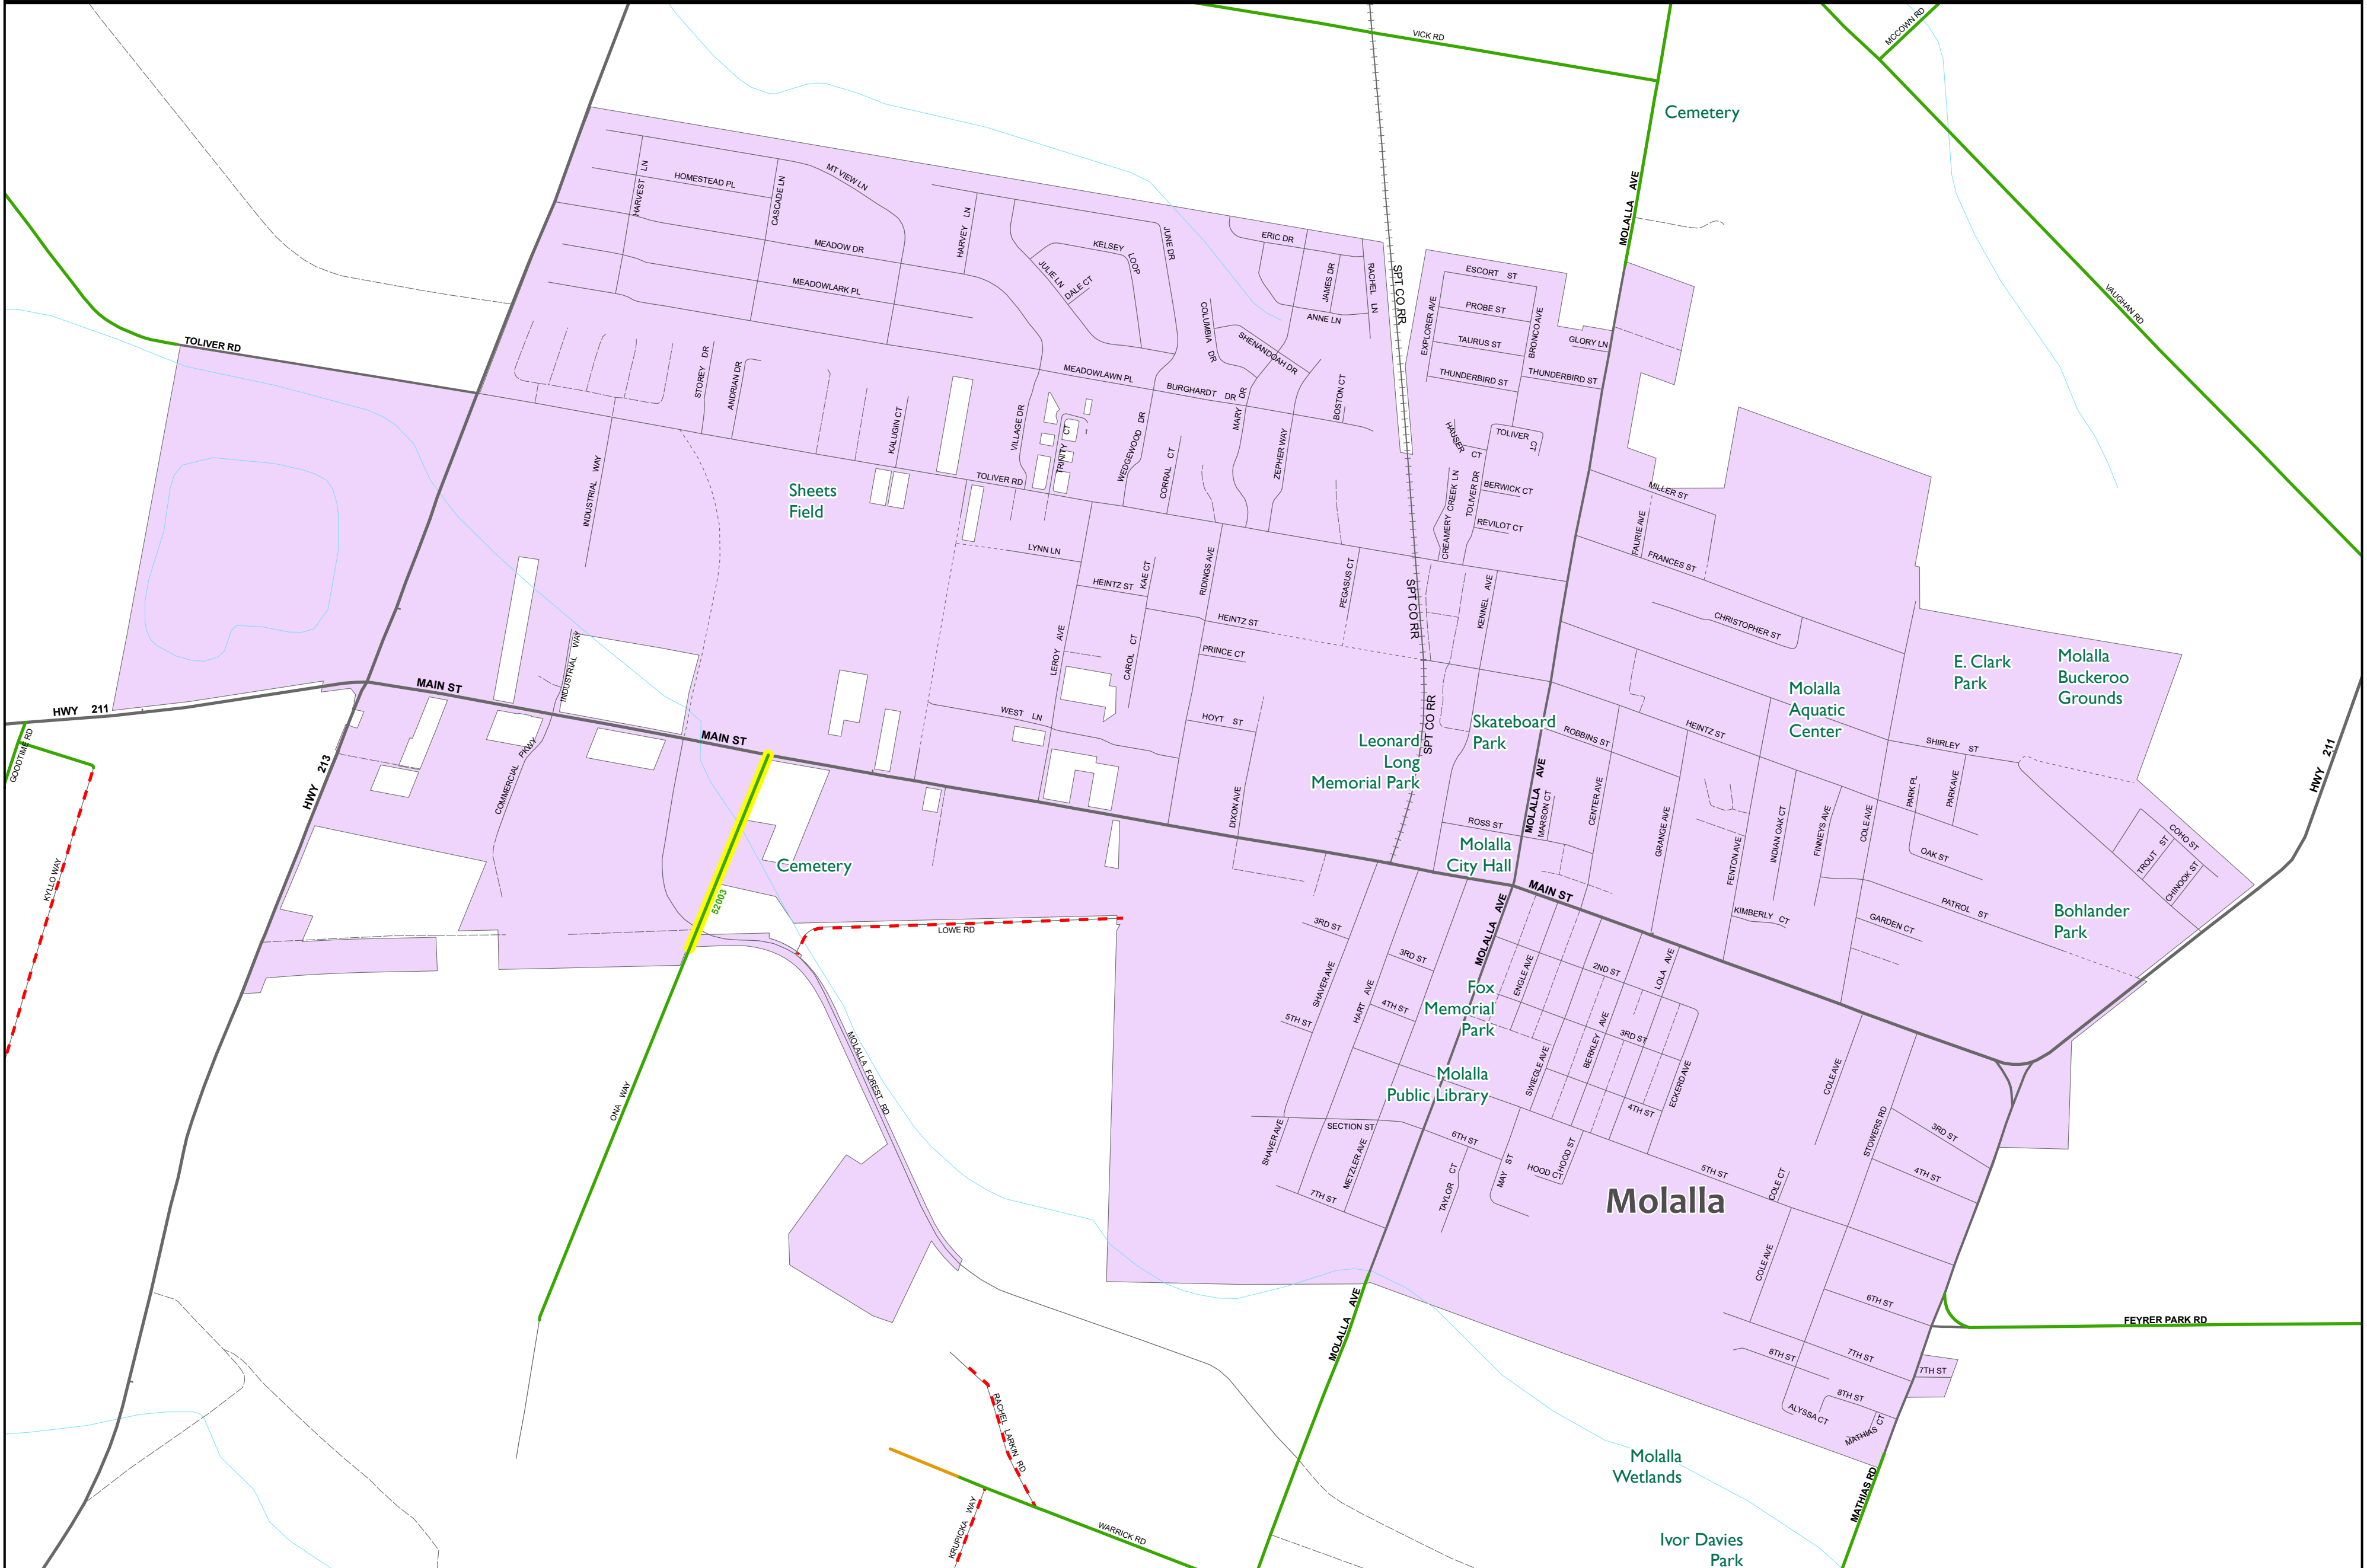 VICK RD
MCCOWN RD
Cemetery
MOLALLA AVE
VAUGHAN RD
HARVEST LN
HOMESTEAD PL
CASCADE LN
MT VIEW LN
HARVEY LN
MEADOW DR
MEADOWLARK PL
KELSEY LOOP
JUNE DR
JULIE LN
DALE CT
ERIC DR
JAMES DR
RACHEL LN
ANNE LN
SPT CO RR
COLUMBIA DR
SHENANDOAH DR
ESCORT ST
EXPLORER AVE
PROBE ST
TAURUS ST
BRONCO AVE
GLORY LN
THUNDERBIRD ST
THUNDERBIRD ST
TOLIVER RD
STOREY DR
ANDRIAN DR
KALUGIN CT
VILLAGE DR
MEADOWLAWN PL
BURGHARDT DR
MARY DR
BOSTON CT
TRINITY CT
WEDGEWOOD DR
CORRAL CT
ZEPHER WAY
HAUSER CT
TOLIVER CT
CREAMERY CREEK LN
TOLIVER DR
BERWICK CT
REVILOT CT
INDUSTRIAL WAY
Sheets
Field
TOLIVER RD
MILLER ST
FAURIE AVE
FRANCES ST
LYNN LN
HEINTZ ST
KAE CT
RIDINGS AVE
PEGASUS CT
SPT CO RR
KENNEL AVE
CHRISTOPHER ST
HEINTZ ST
INDUSTRIAL WAY
LEROY AVE
CAROL CT
PRINCE CT
E. Clark
Park
Molalla
Buckeroo
Grounds
MAIN ST
HWY 211
Molalla
Aquatic
Center
WEST LN
HOYT ST
SPT CO RR
Skateboard
Park
Leonard
Long
Memorial Park
ROBBINS ST
HEINTZ ST
SHIRLEY ST
GOODTIME RD
MAIN ST
COMMERCIAL PKWY
HWY 213
HWY 211
DIXON AVE
MOLALLA AVE
MARSON CT
CENTER AVE
GRANGE AVE
INDIAN OAK CT
FINNEYS AVE
COLE AVE
PARK PL
PARK AVE
ROSS ST
Molalla
City Hall
FENTON AVE
OAK ST
COHO ST
TROUT ST
CHINOOK ST
KYLLO WAY
Cemetery
52003
MAIN ST
KIMBERLY CT
PATROL ST
GARDEN CT
Bohlander
Park
LOWE RD
3RD ST
3RD ST
MOLALLA AVE
SHAVER AVE
HART AVE
4TH ST
5TH ST
Fox
Memorial
Park
ENGLE AVE
2ND ST
LOLA AVE
3RD ST
SWIEGLE AVE
BERKLEY AVE
ECKERD AVE
4TH ST
MOLALLA FOREST RD
ONA WAY
Molalla
Public Library
COLE AVE
STOWERS RD
3RD ST
4TH ST
SECTION ST
6TH ST
SHAVER AVE
METZLER AVE
7TH ST
TAYLOR CT
MAY ST
HOOD CT
HOOD ST
5TH ST
COLE CT
Molalla
COLE AVE
6TH ST
FEYRER PARK RD
MOLALLA AVE
7TH ST
8TH ST
7TH ST
8TH ST
ALYSSA CT
MATHIAS CT
RACHEL LARKIN RD
Molalla
Wetlands
MATHIAS RD
KRUPICKA WAY
WARRICK RD
Ivor Davies
Park